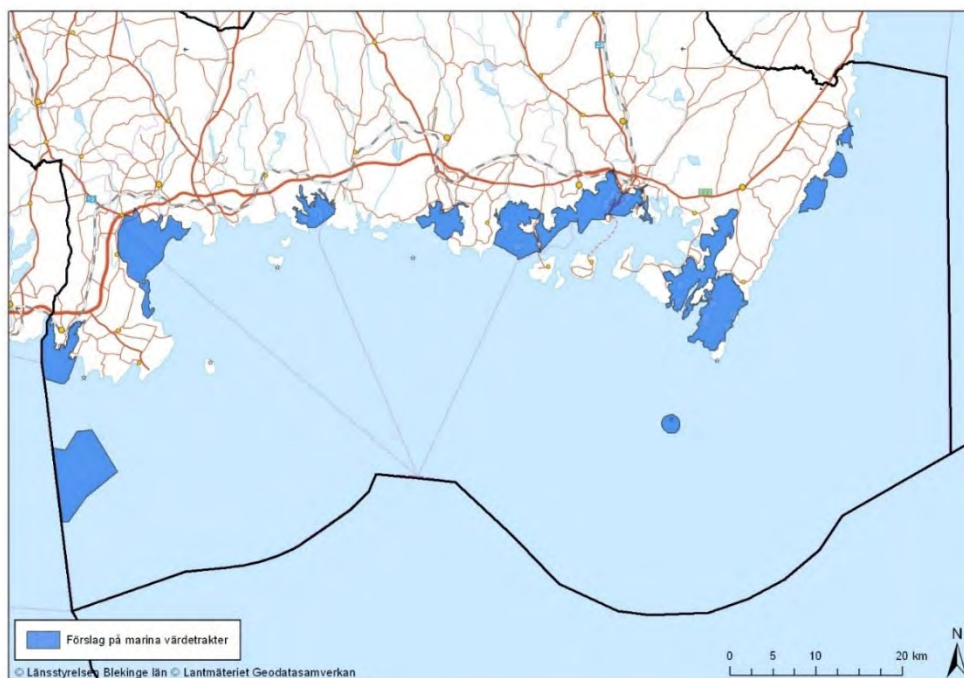 Förslag på marina värdetrakter
© Länsstyrelsen Blekinge län © Lantmäteriet Geodatasamverkan
N
0 5 10 20 km